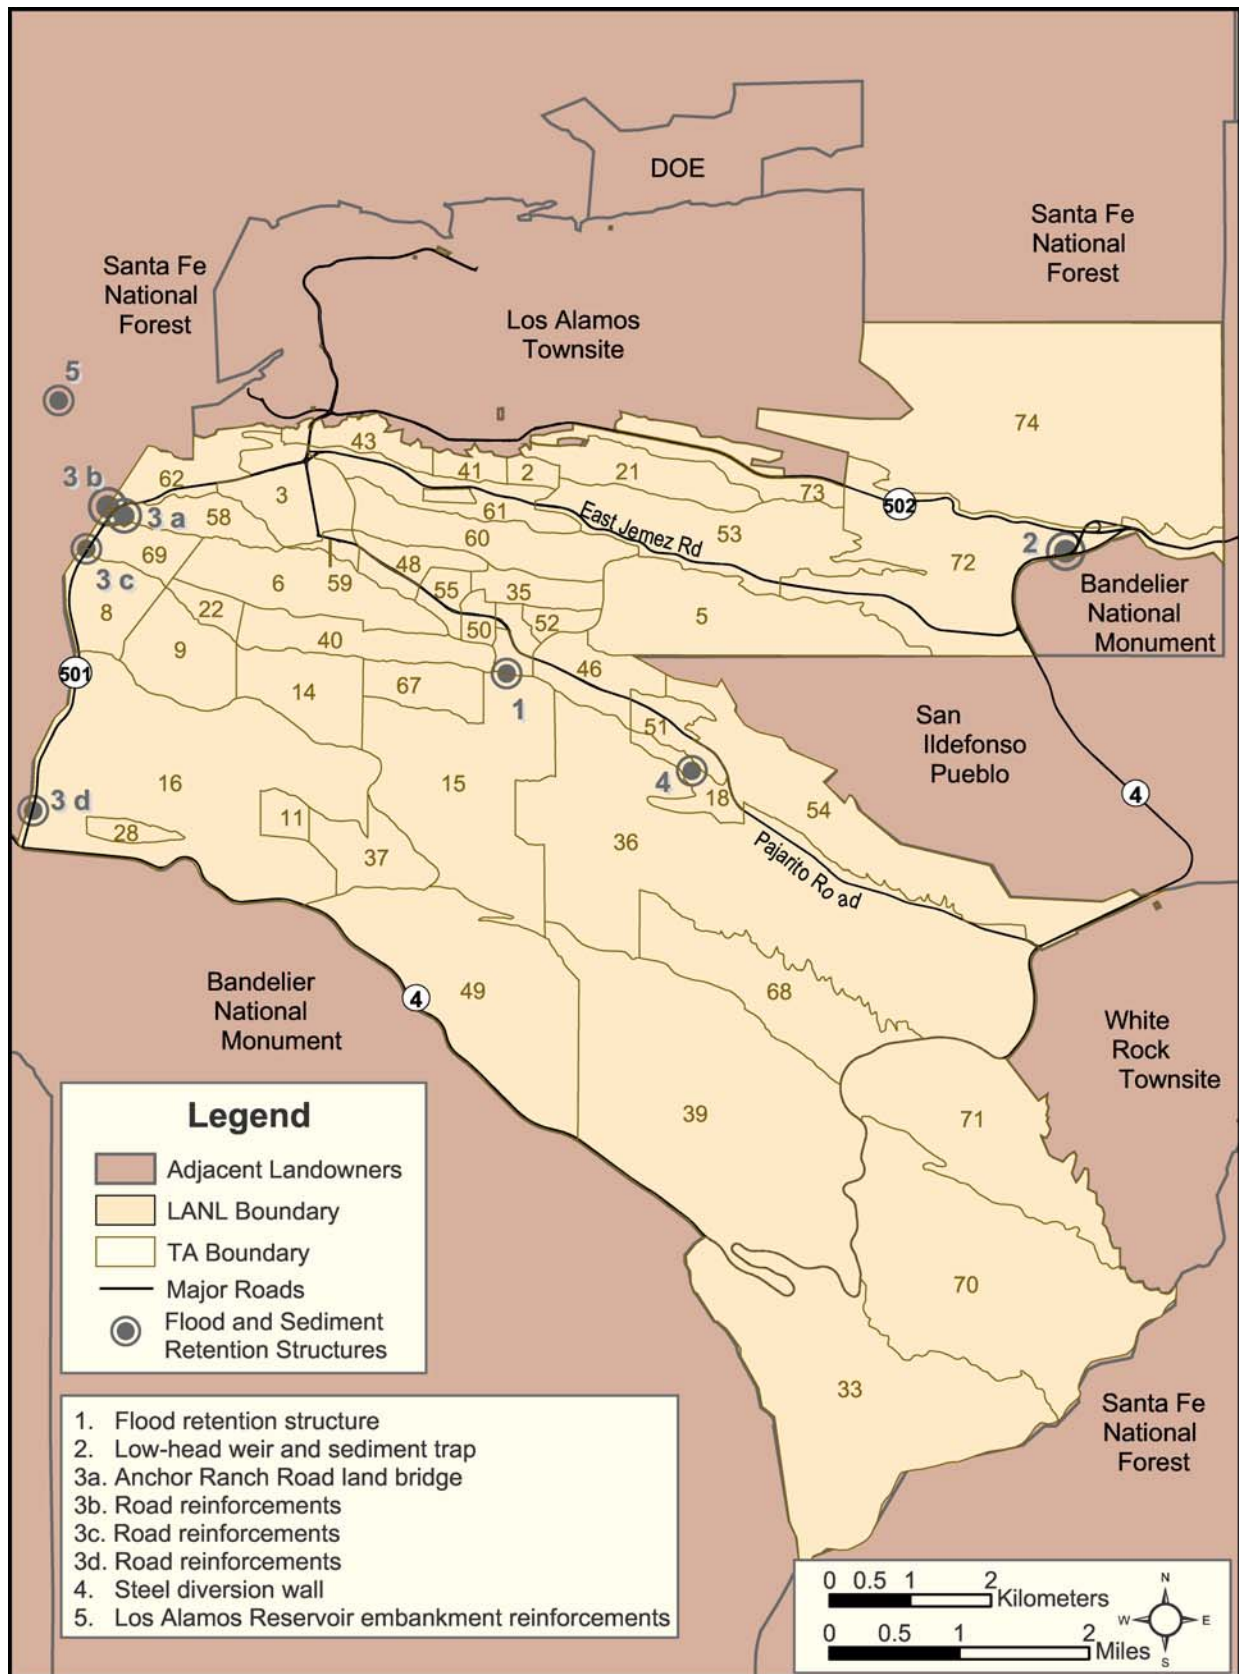 DOE
Santa Fe
National
Forest
Santa Fe
National
Forest
Los Alamos
Townsite
5
74
43
41
2
21
3 b
62
3
73
502
3 a
58
61
East Jemez Rd
53
2
60
72
69
48
3 c
6
59
55
35
Bandelier
National
Monument
8
22
50
52
5
40
9
46
501
14
67
1
51
San
Ildefonso
Pueblo
16
15
4
18
4
3 d
54
11
28
36
37
Pajarito Ro ad
Bandelier
National
Monument
49
4
68
White
Rock
Townsite
39
71
70
33
Santa Fe
National
Forest
Legend
Adjacent Landowners
LANL Boundary
TA Boundary
Major Roads
Flood and Sediment
Retention Structures
1. Flood retention structure
2. Low-head weir and sediment trap
3a. Anchor Ranch Road land bridge
3b. Road reinforcements
3c. Road reinforcements
3d. Road reinforcements
4. Steel diversion wall
5. Los Alamos Reservoir embankment reinforcements
0 0.5 1 2
Kilometers
0 0.5 1 2
Miles
N
W E
S